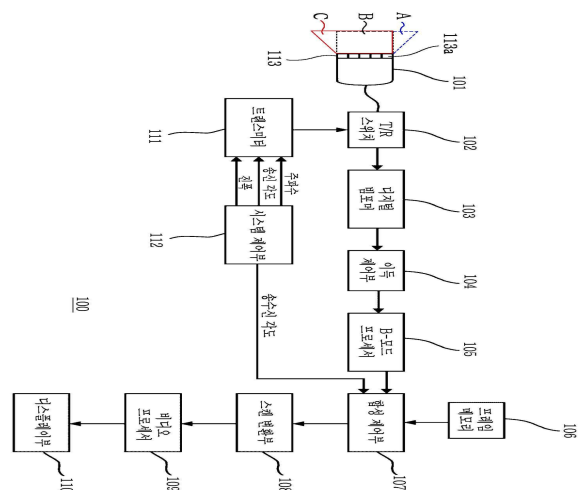 C
B
A
113
113a
101
T/R
스위치
102
트랜스미터
111
디지털
빔포머
103
주파수
송신 각도
진폭
시스템 제어부
112
이득
제어부
104
송수신 각도
B-모드
프로세서
105
100
디스플레이부
110
비디오
프로세서
109
스캔 변환부
108
합성 제어부
107
프레임
메모리
106